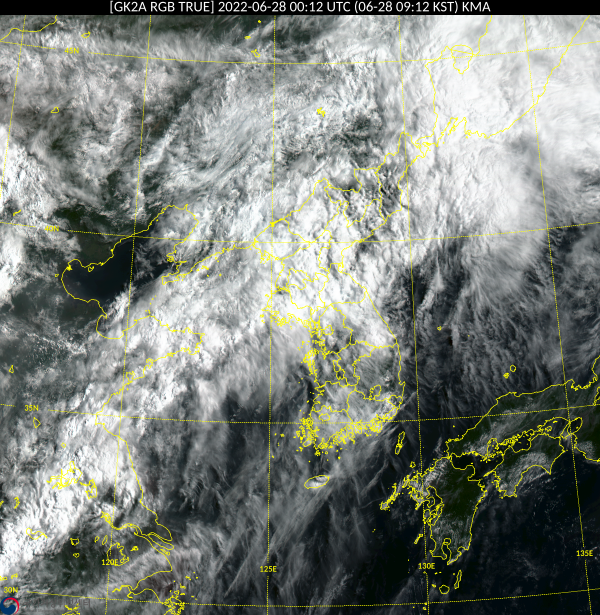 [GK2A RGB TRUE] 2022-06-28 00:12 UTC (06-28 09:12 KST) KMA
35N
120E
125E
130E
135E
30N